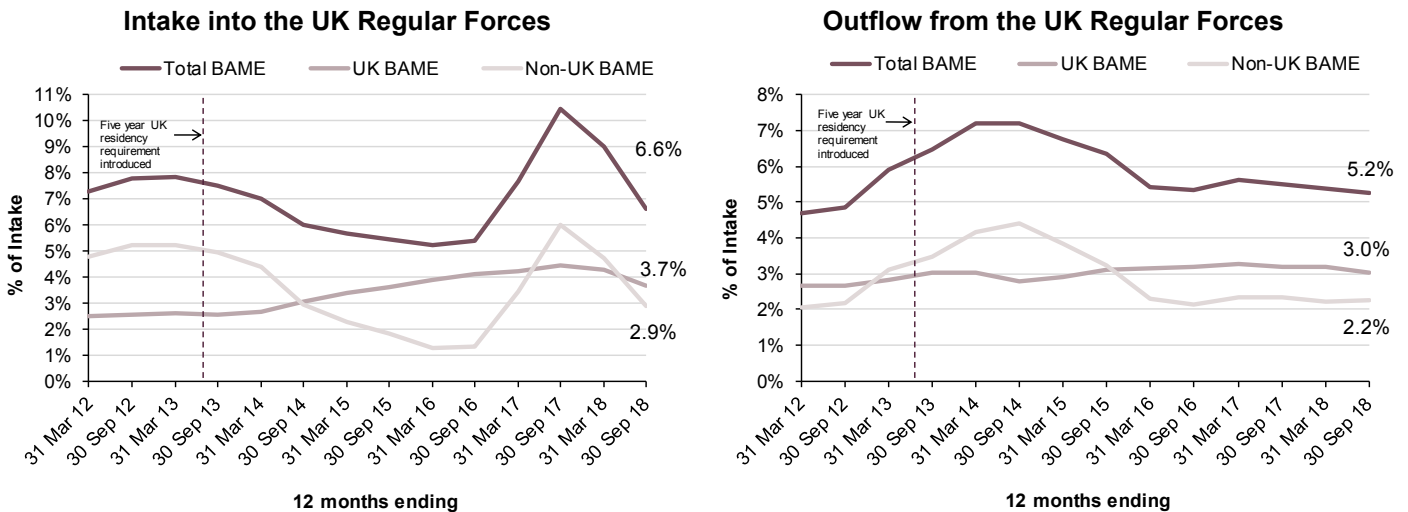 Intake into the UK Regular Forces
Total BAME UK BAME Non-UK BAME
11%
10%
9%
8%
7%
6%
5%
4%
3%
2%
1%
0%
% of Intake
Five year UK
residency
requirement
introduced
6.6%
3.7%
2.9%
31 Mar 12
30 Sep 12
31 Mar 13
30 Sep 13
31 Mar 14
30 Sep 14
31 Mar 15
30 Sep 15
31 Mar 16
30 Sep 16
31 Mar 17
30 Sep 17
31 Mar 18
30 Sep 18
12 months ending
Outflow from the UK Regular Forces
Total BAME UK BAME Non-UK BAME
8%
7%
6%
5%
4%
3%
2%
1%
0%
% of Intake
Five year UK
residency
requirement
introduced
5.2%
3.0%
2.2%
31 Mar 12
30 Sep 12
31 Mar 13
30 Sep 13
31 Mar 14
30 Sep 14
31 Mar 15
30 Sep 15
31 Mar 16
30 Sep 16
31 Mar 17
30 Sep 17
31 Mar 18
30 Sep 18
12 months ending